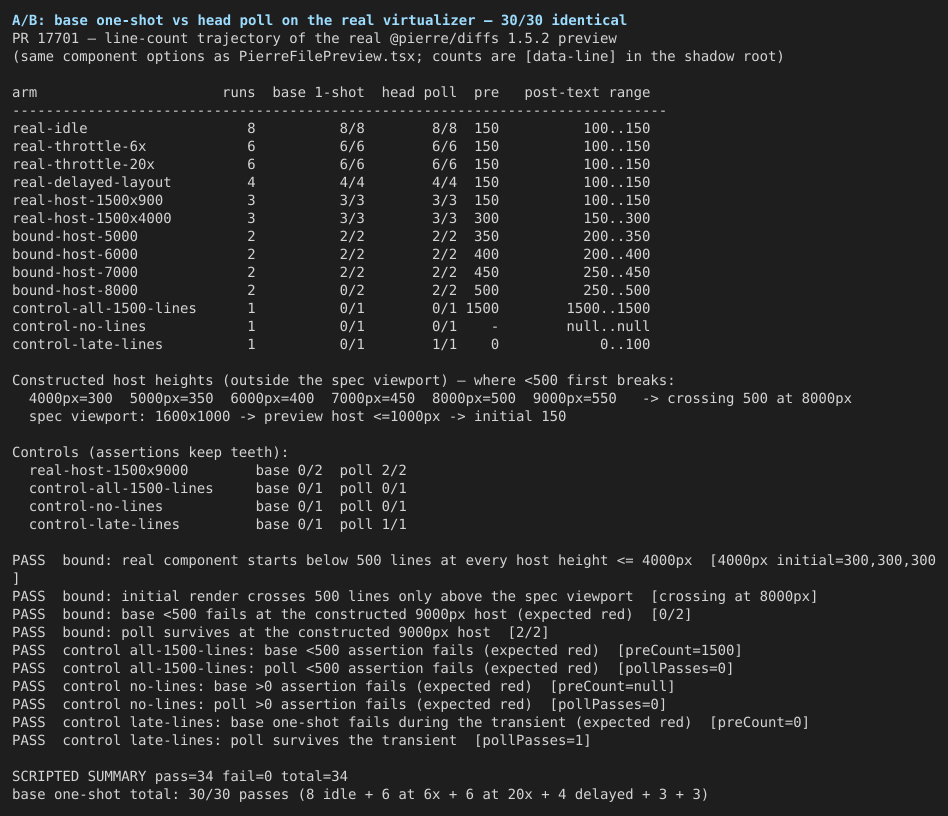 A/B: base one-shot vs head poll on the real virtualizer — 30/30 identical
PR 17701 — line-count trajectory of the real @pierre/diffs 1.5.2 preview
(same component options as PierreFilePreview.tsx; counts are [data-line] in the shadow root)
arm                      runs  base 1-shot  head poll  pre   post-text range
------------------------------------------------------------------------------
real-idle                   8          8/8        8/8  150          100..150
real-throttle-6x            6          6/6        6/6  150          100..150
real-throttle-20x           6          6/6        6/6  150          100..150
real-delayed-layout         4          4/4        4/4  150          100..150
real-host-1500x900          3          3/3        3/3  150          100..150
real-host-1500x4000         3          3/3        3/3  300          150..300
bound-host-5000             2          2/2        2/2  350          200..350
bound-host-6000             2          2/2        2/2  400          200..400
bound-host-7000             2          2/2        2/2  450          250..450
bound-host-8000             2          0/2        2/2  500          250..500
control-all-1500-lines      1          0/1        0/1 1500        1500..1500
control-no-lines            1          0/1        0/1    -        null..null
control-late-lines          1          0/1        1/1    0            0..100
Constructed host heights (outside the spec viewport) — where <500 first breaks:
  4000px=300  5000px=350  6000px=400  7000px=450  8000px=500  9000px=550   -> crossing 500 at 8000px
  spec viewport: 1600x1000 -> preview host <=1000px -> initial 150
Controls (assertions keep teeth):
  real-host-1500x9000        base 0/2  poll 2/2
  control-all-1500-lines     base 0/1  poll 0/1
  control-no-lines           base 0/1  poll 0/1
  control-late-lines         base 0/1  poll 1/1
PASS  bound: real component starts below 500 lines at every host height <= 4000px  [4000px initial=300,300,300
]
PASS  bound: initial render crosses 500 lines only above the spec viewport  [crossing at 8000px]
PASS  bound: base <500 fails at the constructed 9000px host (expected red)  [0/2]
PASS  bound: poll survives at the constructed 9000px host  [2/2]
PASS  control all-1500-lines: base <500 assertion fails (expected red)  [preCount=1500]
PASS  control all-1500-lines: poll <500 assertion fails (expected red)  [pollPasses=0]
PASS  control no-lines: base >0 assertion fails (expected red)  [preCount=null]
PASS  control no-lines: poll >0 assertion fails (expected red)  [pollPasses=0]
PASS  control late-lines: base one-shot fails during the transient (expected red)  [preCount=0]
PASS  control late-lines: poll survives the transient  [pollPasses=1]
SCRIPTED SUMMARY pass=34 fail=0 total=34
base one-shot total: 30/30 passes (8 idle + 6 at 6x + 6 at 20x + 4 delayed + 3 + 3)